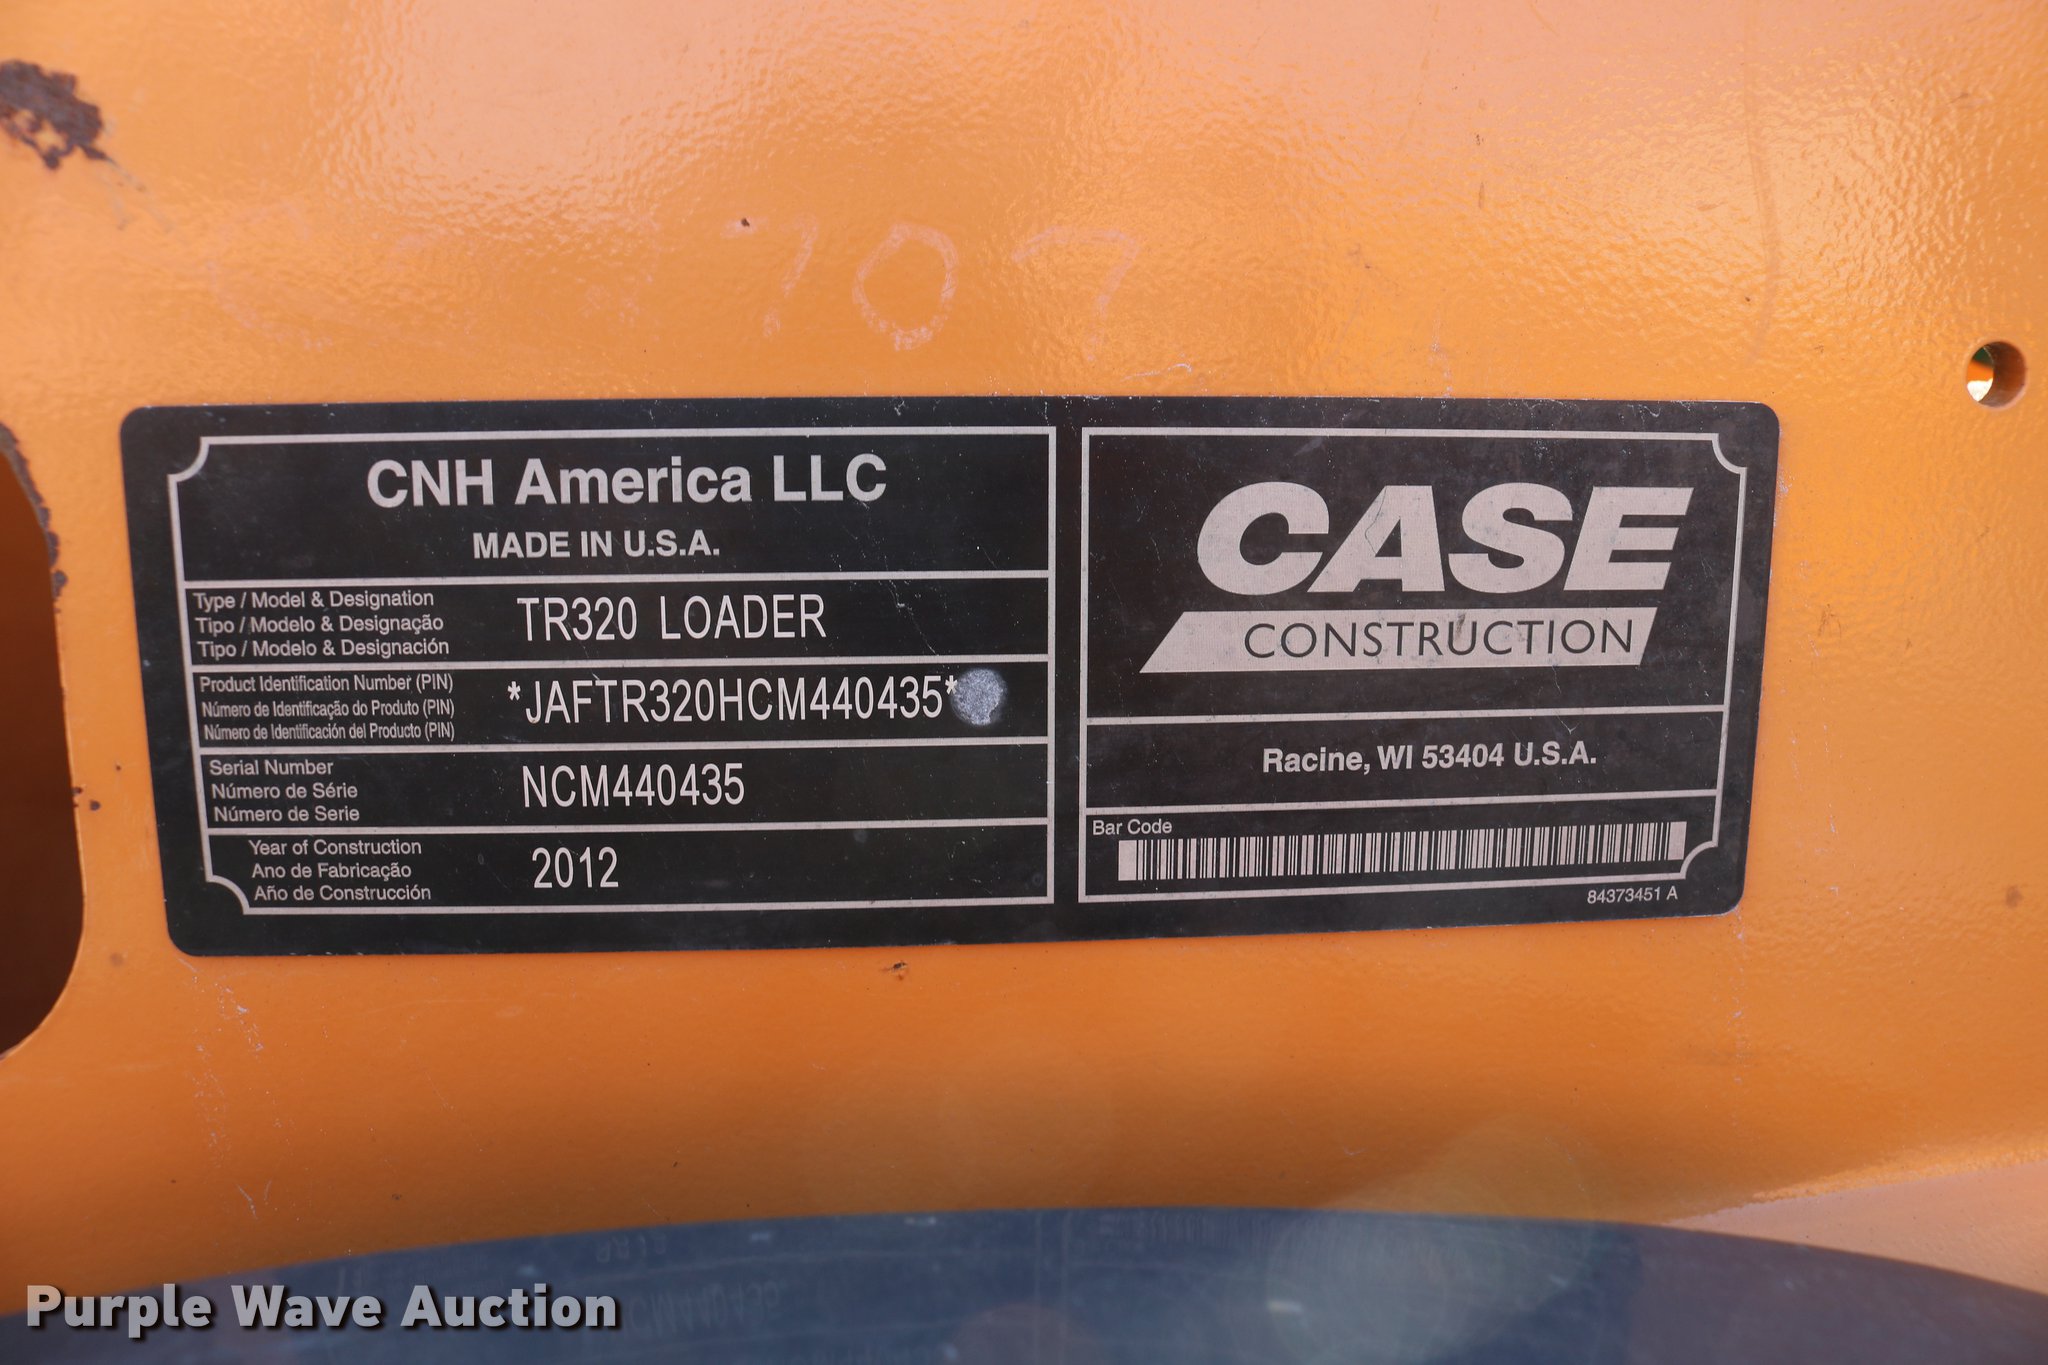 707
CNH America LLC
MADE IN U.S.A.
Type / Model & Designation
Tipo / Modelo & Designação
Tipo / Modelo & Designación
TR320 LOADER
Product Identification Number (PIN)
Número de Identificação do Produto (PIN)
Número de Identificación del Producto (PIN)
*JAFTR320HCM440435*
Serial Number
Número de Série
Número de Serie
NCM440435
Year of Construction
Ano de Fabricação
Año de Construcción
2012
CASE
CONSTRUCTION
Racine, WI 53404 U.S.A.
Bar Code
84373451 A
Purple Wave Auction